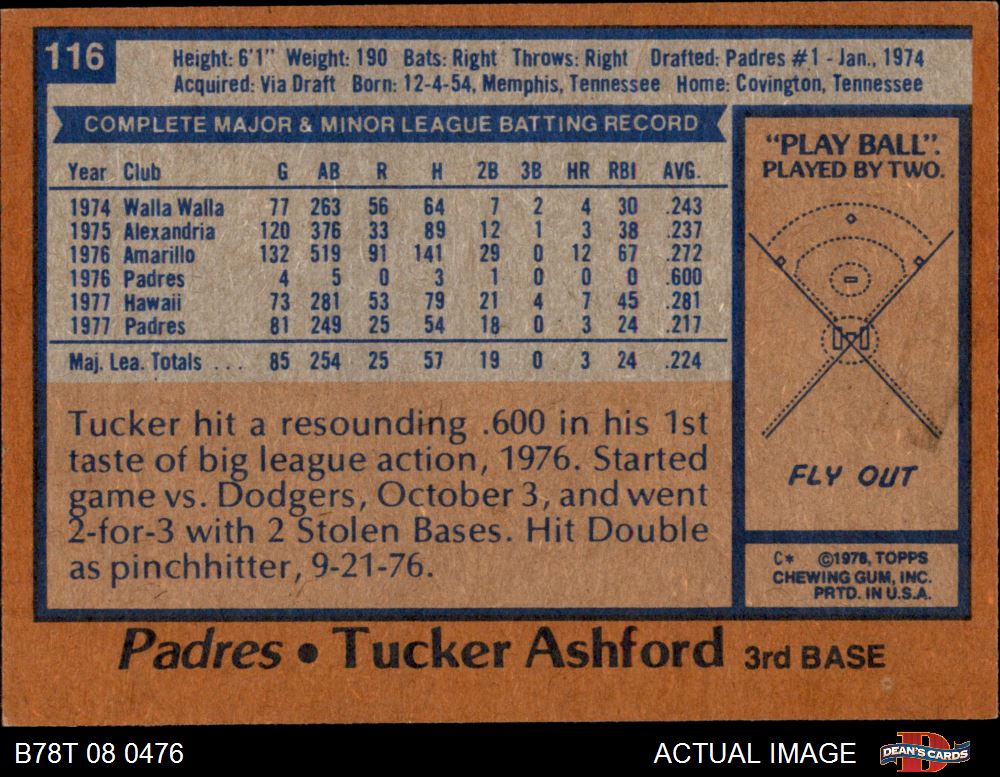 116
Height: 6'1" Weight: 190 Bats: Right Throws: Right Drafted: Padres #1 - Jan., 1974
Acquired: Via Draft Born: 12-4-54, Memphis, Tennessee Home: Covington, Tennessee
COMPLETE MAJOR & MINOR LEAGUE BATTING RECORD
Year Club G AB R H 2B 3B HR RBI AVG.
1974 Walla Walla 77 263 56 64 7 2 4 30 .243
1975 Alexandria 120 376 33 89 12 1 3 38 .237
1976 Amarillo 132 519 91 141 29 0 12 67 .272
1976 Padres 4 5 0 3 1 0 0 0 .600
1977 Hawaii 73 281 53 79 21 4 7 45 .281
1977 Padres 81 249 25 54 18 0 3 24 .217
Maj. Lea. Totals ... 85 254 25 57 19 0 3 24 .224
Tucker hit a resounding .600 in his 1st
taste of big league action, 1976. Started
game vs. Dodgers, October 3, and went
2-for-3 with 2 Stolen Bases. Hit Double
as pinchhitter, 9-21-76.
"PLAY BALL".
PLAYED BY TWO.
FLY OUT
C* ©1978, TOPPS
CHEWING GUM, INC.
PRTD. IN U.S.A.
Padres • Tucker Ashford 3rd BASE
B78T 08 0476
ACTUAL IMAGE
D
DEAN'S CARDS